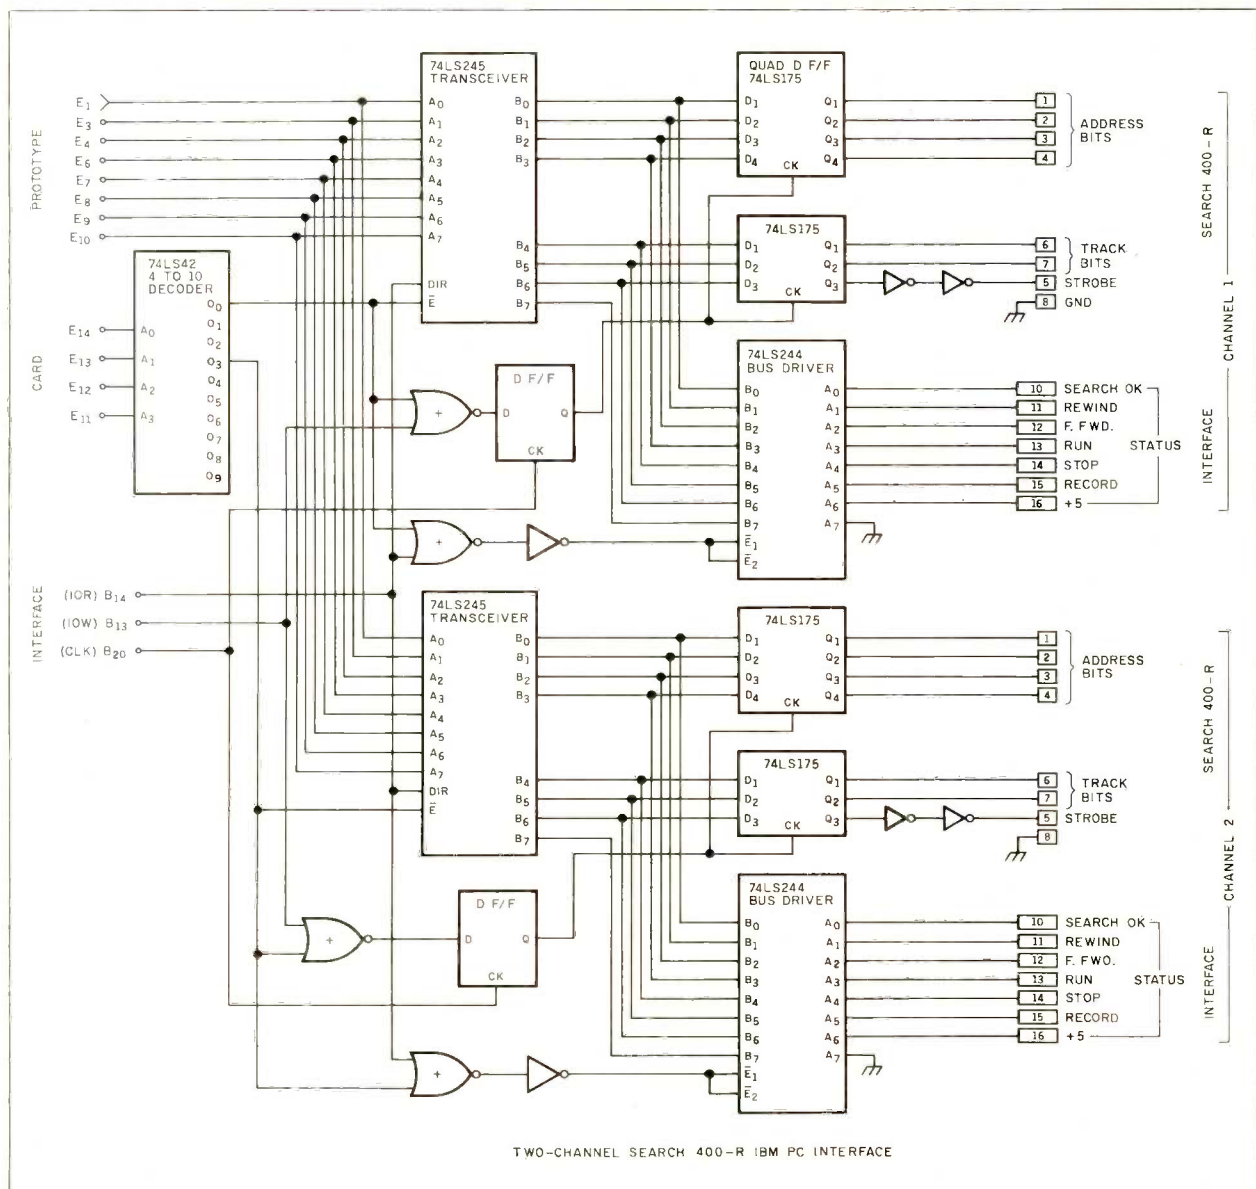 PROTOTYPE
CARD
INTERFACE
E1
E3
E4
E6
E7
E8
E9
E10
74LS42
4 TO 10
DECODER
O0
O1
O2
O3
O4
O5
O6
O7
O8
O9
E14
A0
E13
A1
E12
A2
E11
A3
(IOR) B14
(IOW) B13
(CLK) B20
74LS245
TRANSCEIVER
A0
A1
A2
A3
A4
A5
A6
A7
DIR
E̅
B0
B1
B2
B3
B4
B5
B6
B7
QUAD D F/F
74LS175
D1 Q1
D2 Q2
D3 Q3
D4 Q4
CK
1
2
3
4
ADDRESS
BITS
74LS175
D1 Q1
D2 Q2
D3 Q3
CK
6
7
TRACK
BITS
5 STROBE
8 GND
D F/F
D Q
CK
+
+
74LS244
BUS DRIVER
B0 A0
B1 A1
B2 A2
B3 A3
B4 A4
B5 A5
B6 A6
B7 A7
E̅1
E̅2
10 SEARCH OK
11 REWIND
12 F. FWD.
13 RUN
14 STOP
15 RECORD
16 +5
STATUS
SEARCH 400-R
CHANNEL 1
INTERFACE
74LS245
TRANSCEIVER
A0
A1
A2
A3
A4
A5
A6
A7
DIR
E̅
B0
B1
B2
B3
B4
B5
B6
B7
74LS175
D1 Q1
D2 Q2
D3 Q3
D4 Q4
CK
1
2
3
4
ADDRESS
BITS
74LS175
D1 Q1
D2 Q2
D3 Q3
CK
6
7
TRACK
BITS
5 STROBE
8
D F/F
D Q
CK
+
+
74LS244
BUS DRIVER
B0 A0
B1 A1
B2 A2
B3 A3
B4 A4
B5 A5
B6 A6
B7 A7
E̅1
E̅2
10 SEARCH OK
11 REWIND
12 F. FWO.
13 RUN
14 STOP
15 RECORD
16 +5
STATUS
SEARCH 400-R
CHANNEL 2
INTERFACE
TWO-CHANNEL SEARCH 400-R IBM PC INTERFACE